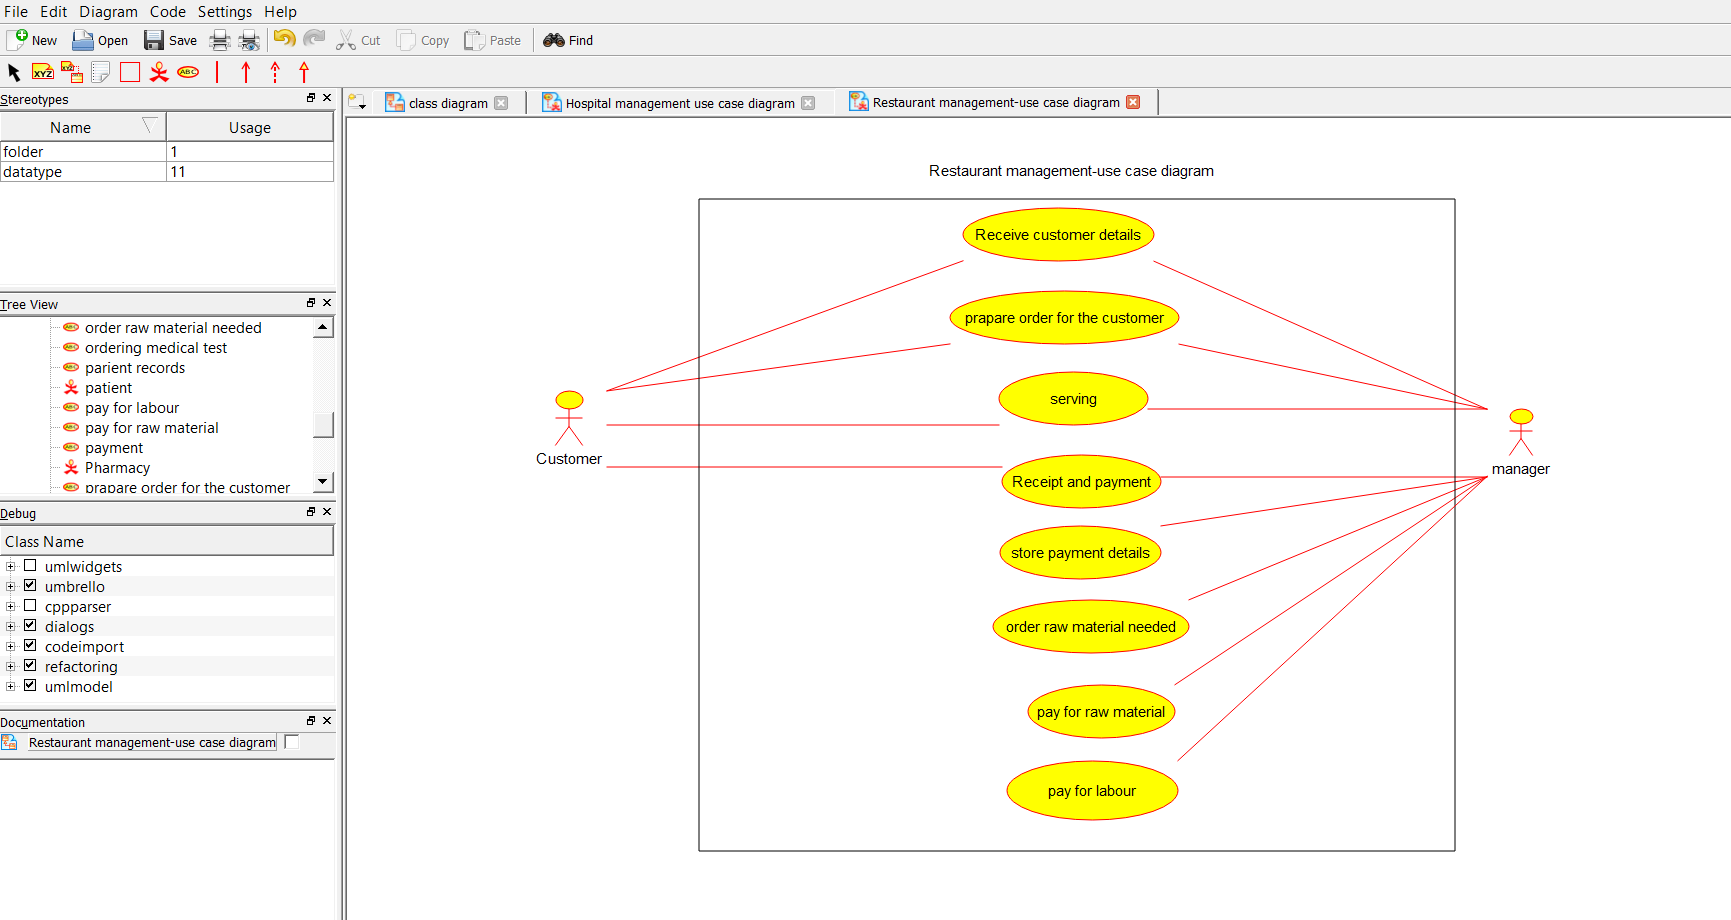 File Edit Diagram Code Settings Help
New Open Save Cut Copy Paste Find
XYZ XYZ ABC
Stereotypes
class diagram Hospital management use case diagram Restaurant management-use case diagram
Name Usage
folder 1
datatype 11
Tree View
order raw material needed
ordering medical test
parient records
patient
pay for labour
pay for raw material
payment
Pharmacy
prapare order for the customer
Debug
Class Name
umlwidgets
umbrello
cppparser
dialogs
codeimport
refactoring
umlmodel
Documentation
Restaurant management-use case diagram
Restaurant management-use case diagram
Receive customer details
prapare order for the customer
serving
Customer
manager
Receipt and payment
store payment details
order raw material needed
pay for raw material
pay for labour